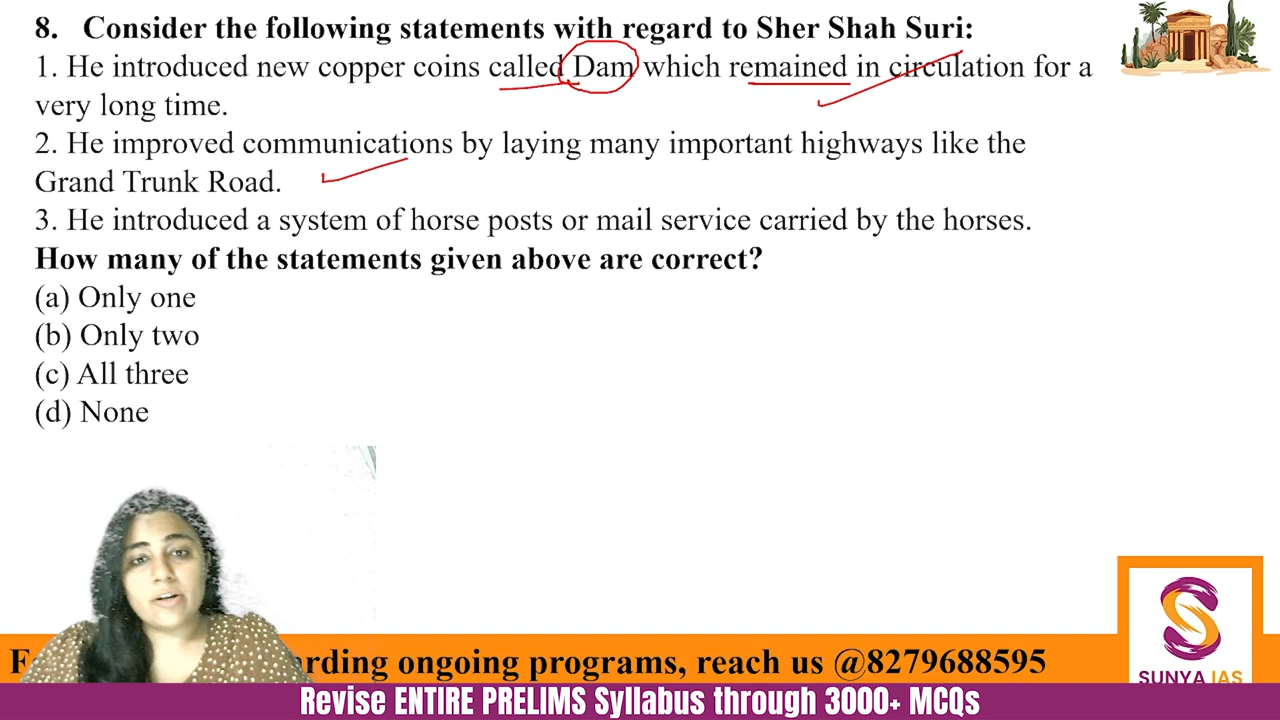 8. Consider the following statements with regard to Sher Shah Suri:
1. He introduced new copper coins called Dam which remained in circulation for a
very long time.
2. He improved communications by laying many important highways like the
Grand Trunk Road.
3. He introduced a system of horse posts or mail service carried by the horses.
How many of the statements given above are correct?
(a) Only one
(b) Only two
(c) All three
(d) None
ongoing programs, reach us @8279688595
SUNYA IAS
Revise ENTIRE PRELIMS Syllabus through 3000+ MCQs